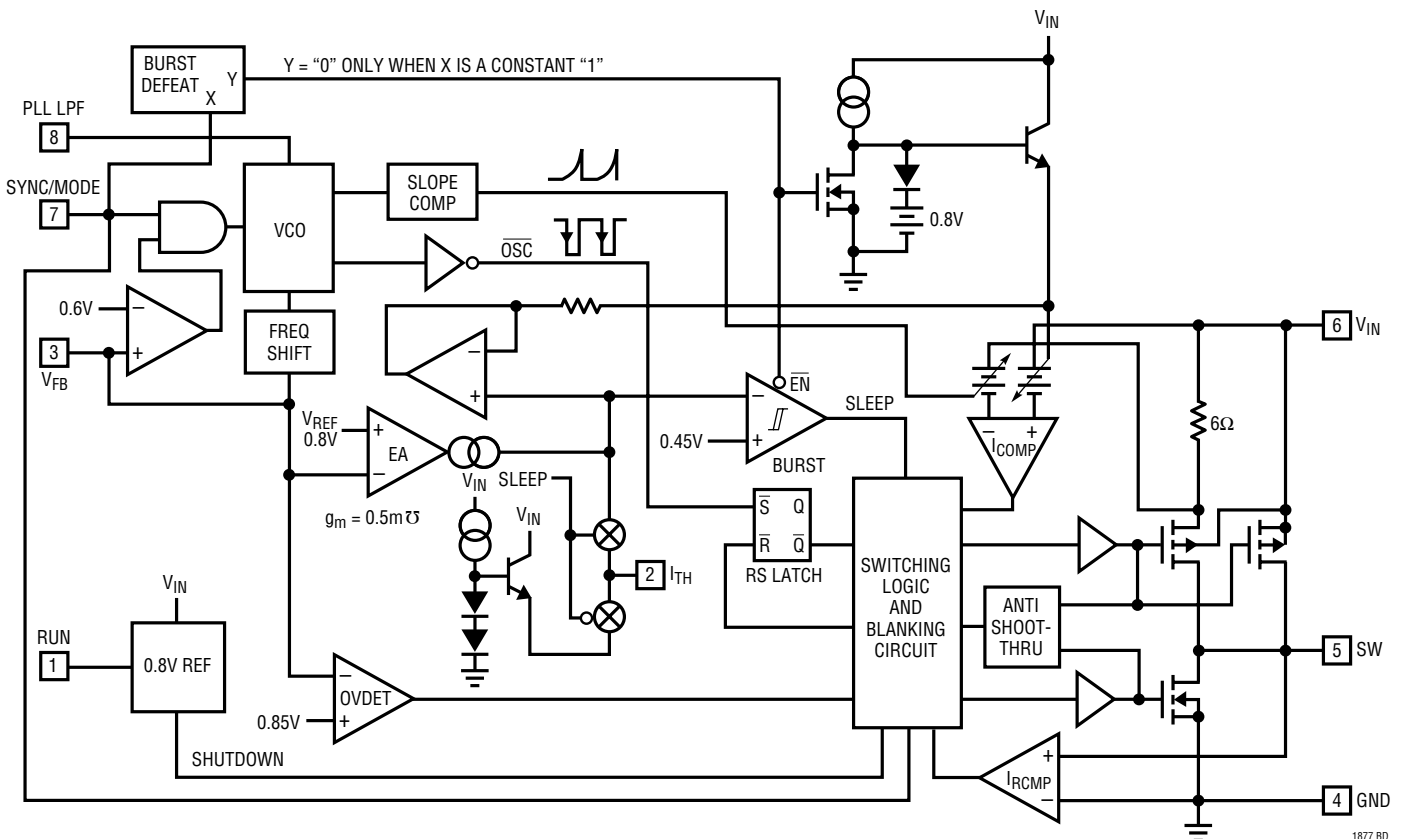 V_IN
BURST
DEFEAT
Y
X
Y = “0” ONLY WHEN X IS A CONSTANT “1”
PLL LPF
8
SYNC/MODE
7
VCO
SLOPE
COMP
0.8V
O̅S̅C̅
0.6V
FREQ
SHIFT
3
V_FB
6
V_IN
V_REF
0.8V
EA
g_m = 0.5m℧
E̅N̅
SLEEP
0.45V
BURST
−
+
I_COMP
6Ω
V_IN
SLEEP
V_IN
S̅
Q
R̅
Q̅
RS LATCH
2
I_TH
SWITCHING
LOGIC
AND
BLANKING
CIRCUIT
ANTI
SHOOT-
THRU
V_IN
RUN
1
0.8V REF
5
SW
OVDET
0.85V
SHUTDOWN
I_RCMP
4
GND
1877 BD